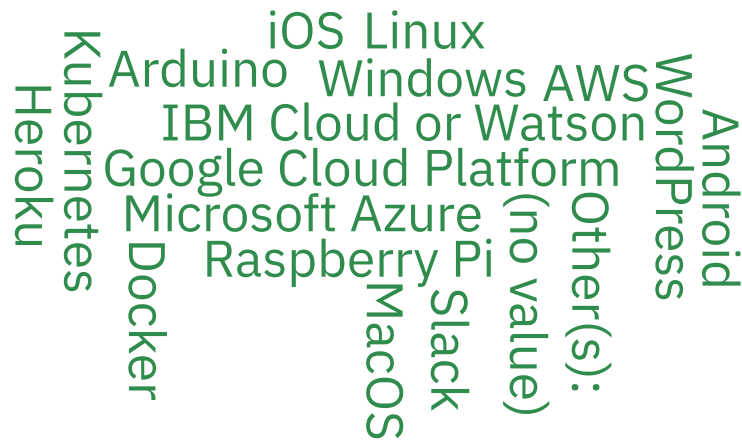 iOS
Linux
Arduino
Windows
AWS
IBM Cloud or Watson
Google Cloud Platform
Microsoft Azure
Raspberry Pi
Heroku
Kubernetes
Docker
MacOS
Slack
(no value)
Other(s):
WordPress
Android